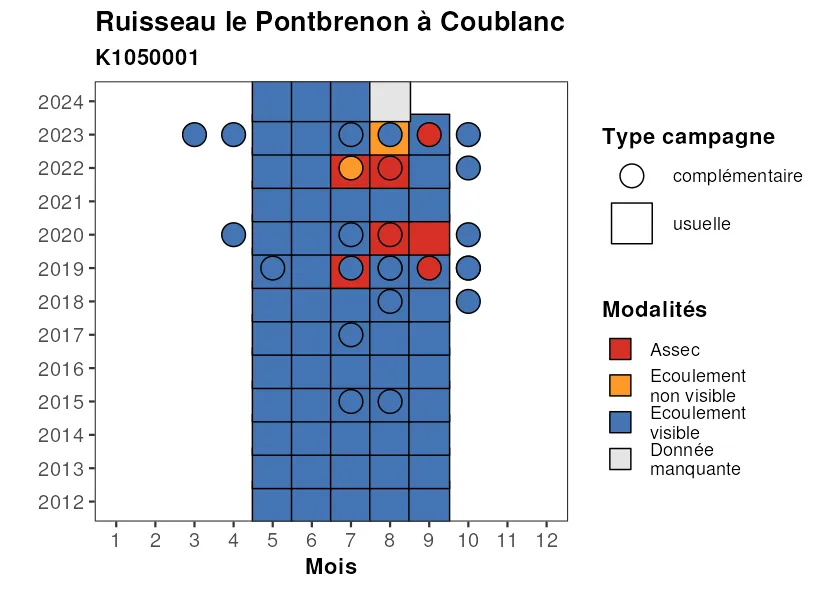 Ruisseau le Pontbrenon à Coublanc
K1050001
2024
2023
2022
2021
2020
2019
2018
2017
2016
2015
2014
2013
2012
1 2 3 4 5 6 7 8 9 10 11 12
Mois
Type campagne
complémentaire
usuelle
Modalités
Assec
Ecoulement
non visible
Ecoulement
visible
Donnée
manquante